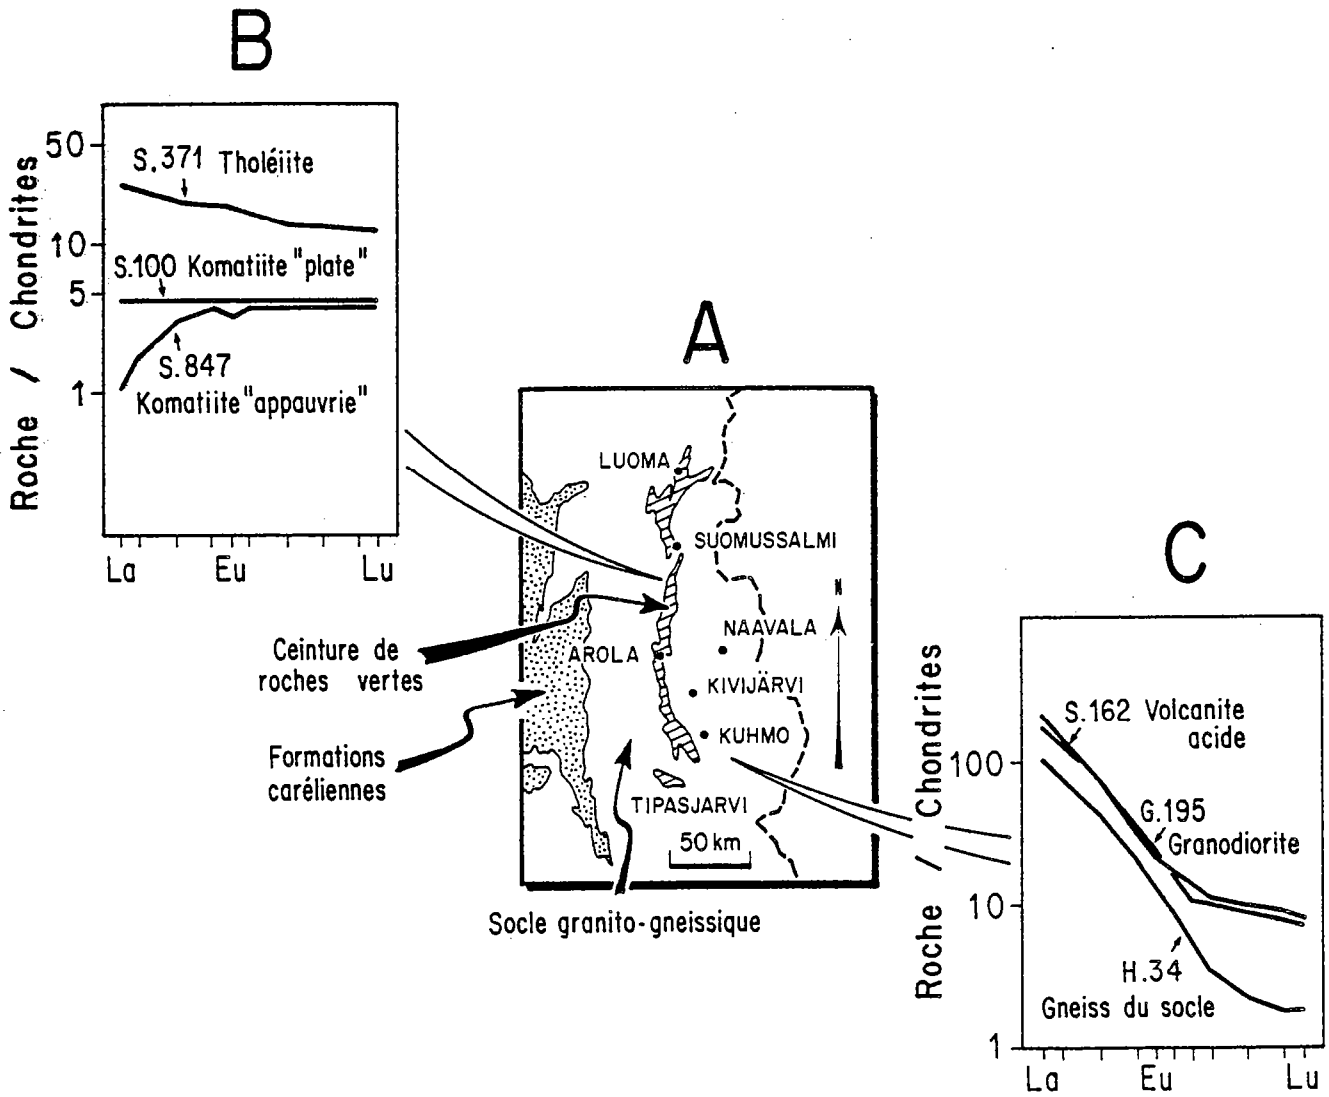 B
Roche / Chondrites
50
10
5
1
S.371 Tholéiite
S.100 Komatiite "plate"
S.847
Komatiite "appauvrie"
La
Eu
Lu
A
LUOMA
SUOMUSSALMI
N
NAAVALA
AROLA
KIVIJÄRVI
KUHMO
TIPASJARVI
50 km
Ceinture de
roches vertes
Formations
caréliennes
Socle granito-gneissique
C
Roche / Chondrites
100
10
1
S.162 Volcanite
acide
G.195
Granodiorite
H.34
Gneiss du socle
La
Eu
Lu